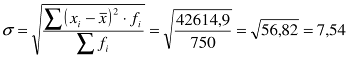 σ = √(∑(xᵢ − x̄)² · fᵢ / ∑fᵢ) = √(42614,9 / 750) = √56,82 = 7,54